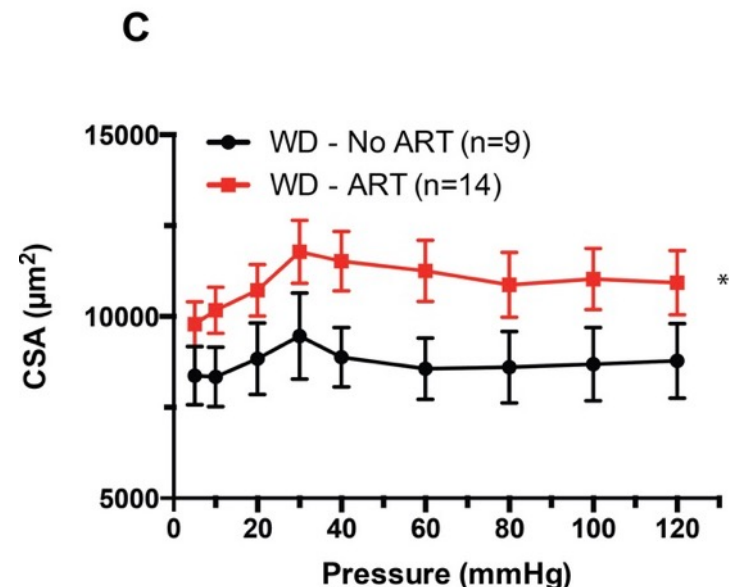 C
15000
WD - No ART (n=9)
WD - ART (n=14)
10000
5000
CSA (µm²)
*
0 20 40 60 80 100 120
Pressure (mmHg)